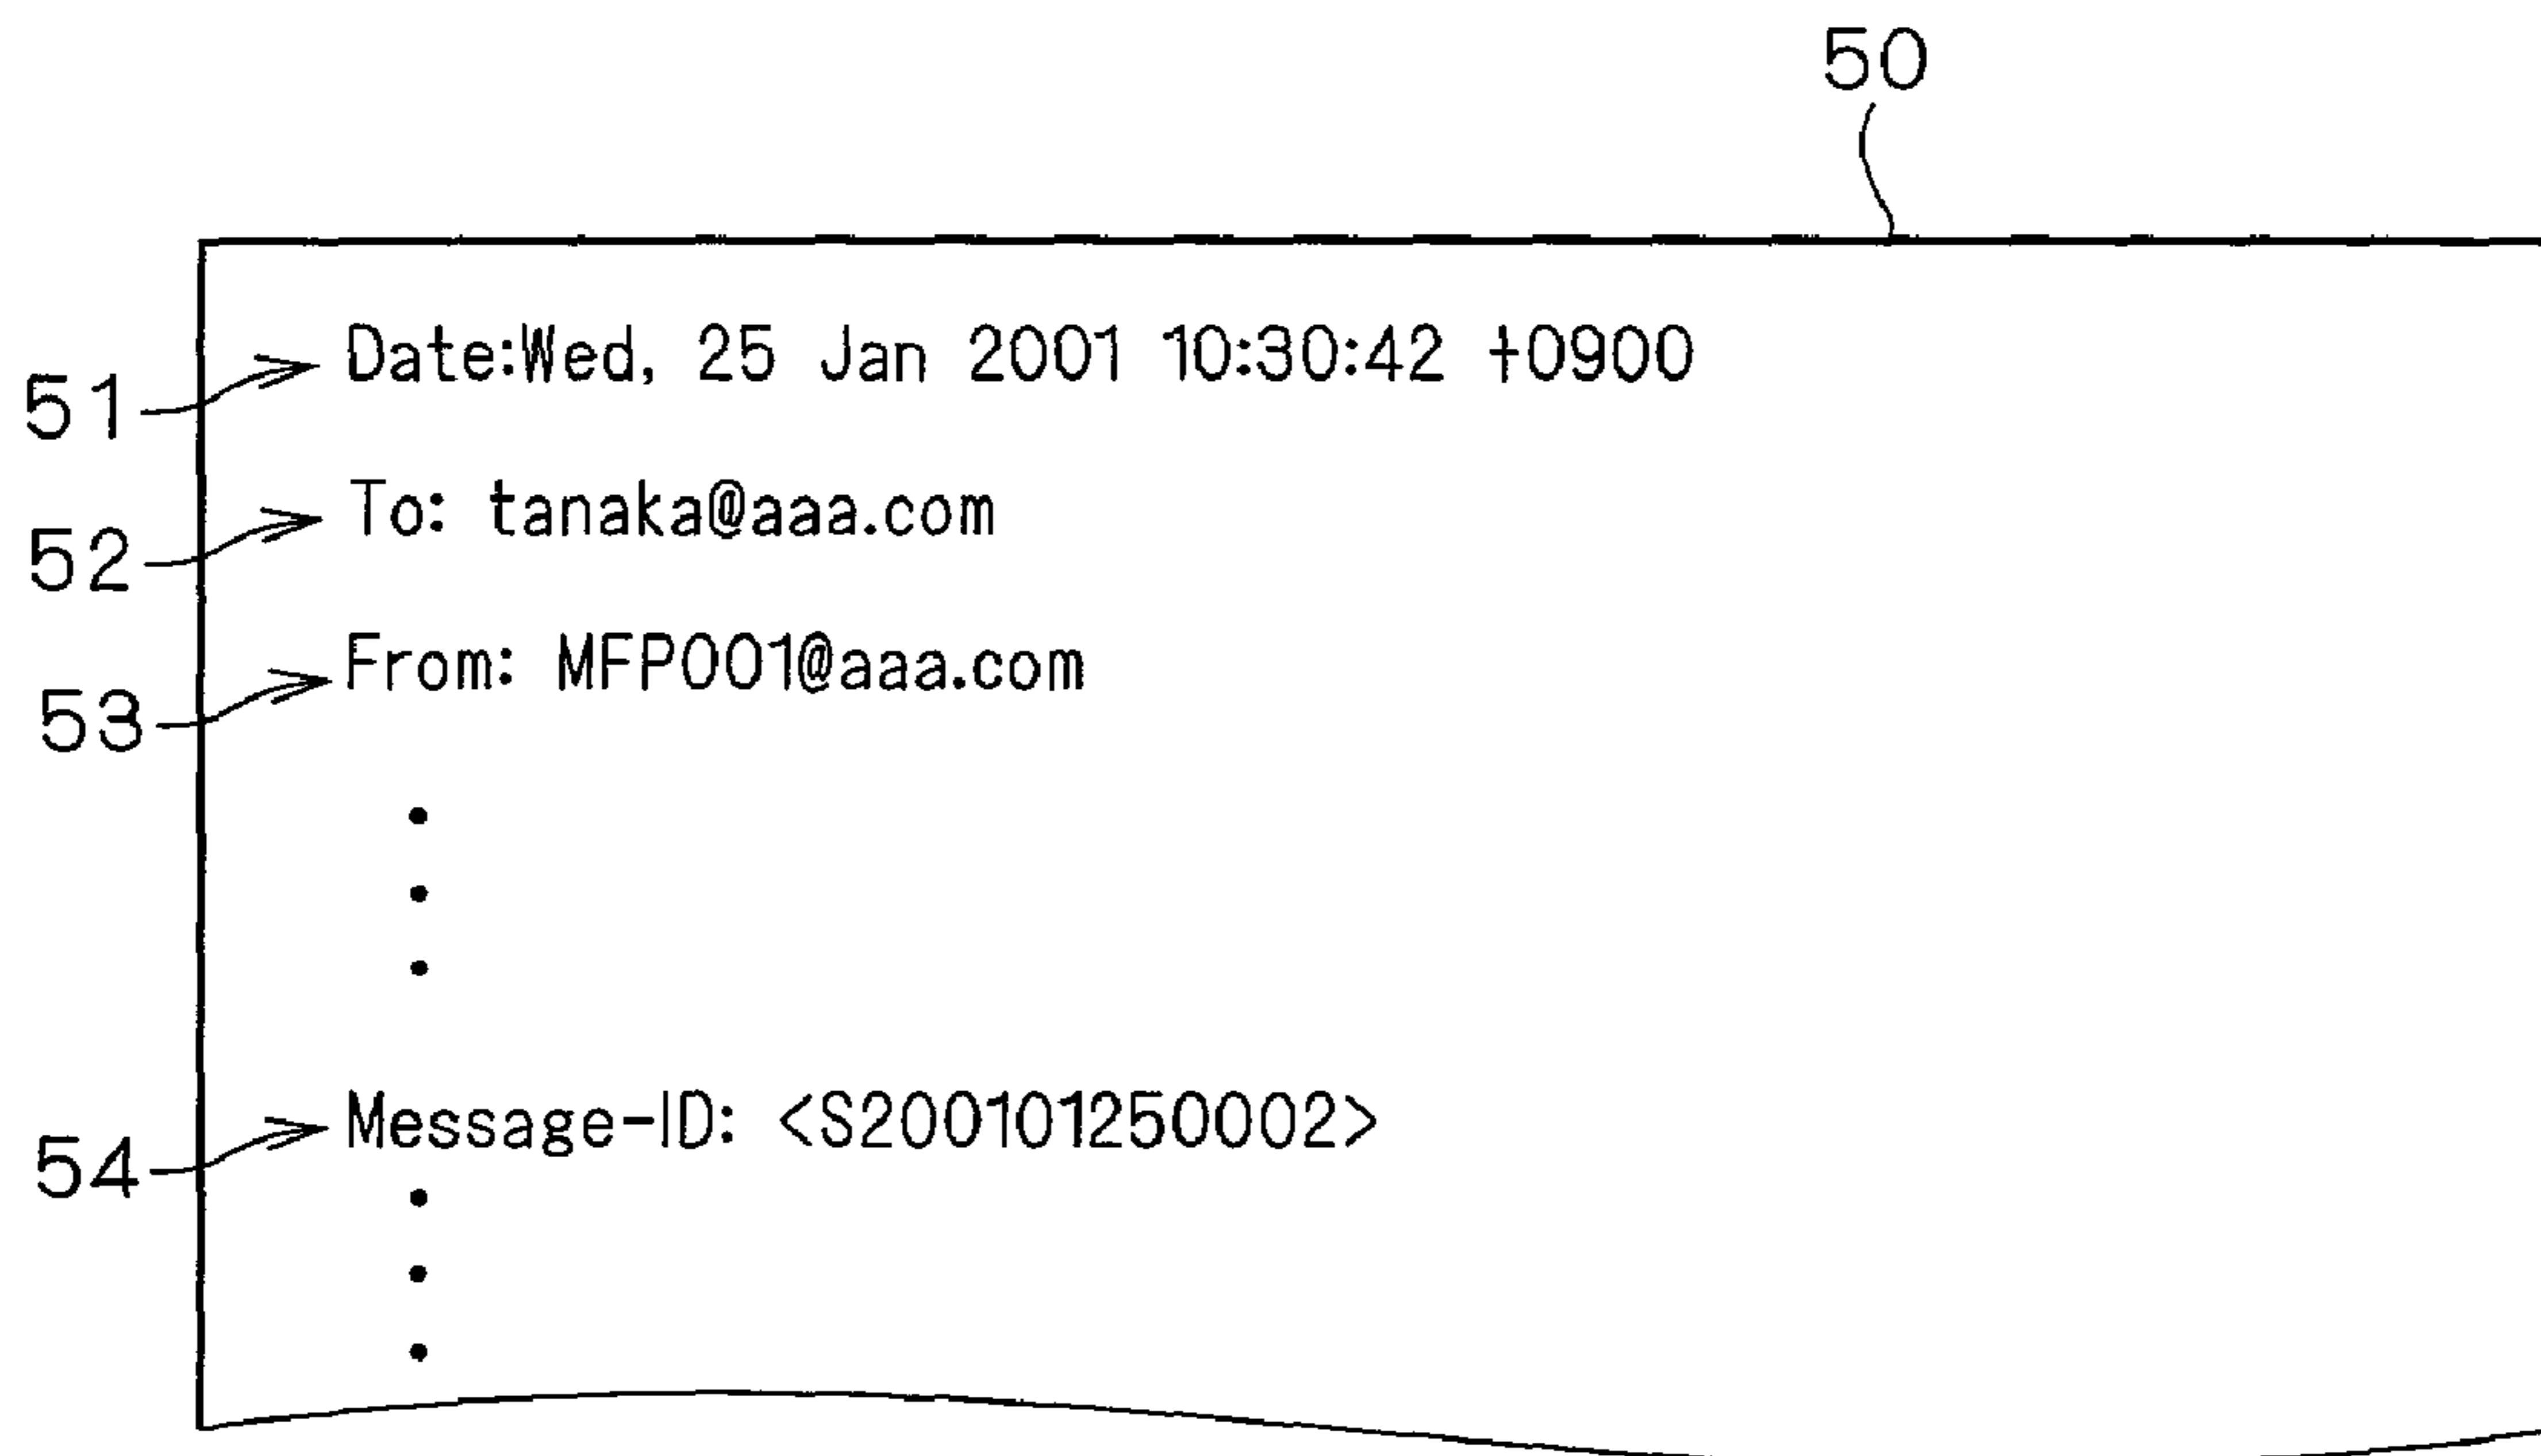 50
51 Date:Wed, 25 Jan 2001 10:30:42 +0900
52 To: tanaka@aaa.com
53 From: MFP001@aaa.com
54 Message-ID: <S200101250002>